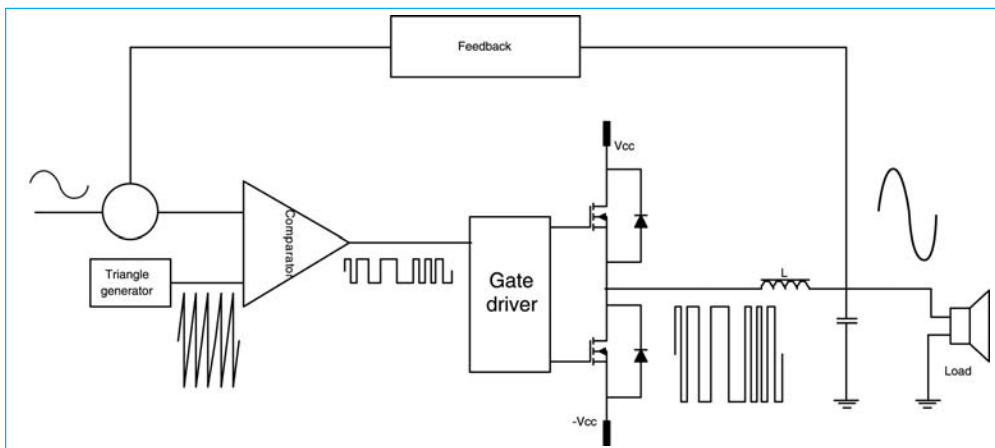 Feedback
Vcc
Comparator
Triangle
generator
Gate
driver
L
Load
-Vcc